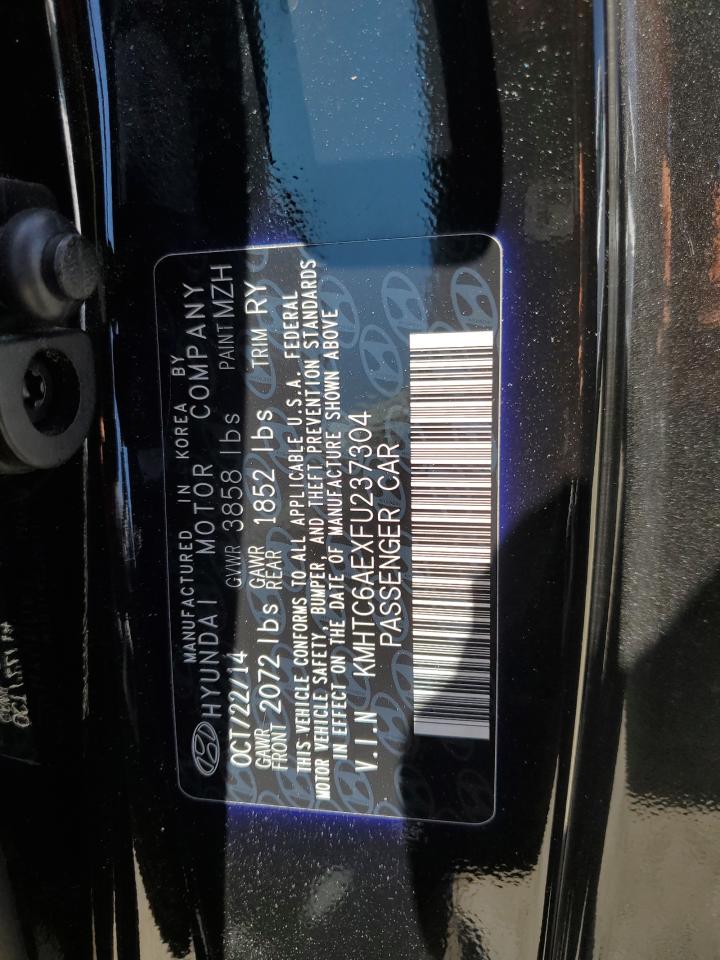 MANUFACTURED IN KOREA BY
HYUNDAI MOTOR COMPANY
OCT/22/14 GVWR 3858 lbs PAINT MZH
GAWR FRONT 2072 lbs GAWR REAR 1852 lbs TRIM RY
THIS VEHICLE CONFORMS TO ALL APPLICABLE U.S.A. FEDERAL
MOTOR VEHICLE SAFETY, BUMPER, AND THEFT PREVENTION STANDARDS
IN EFFECT ON THE DATE OF MANUFACTURE SHOWN ABOVE
V.I.N KMHTC6AEXFU237304
PASSENGER CAR